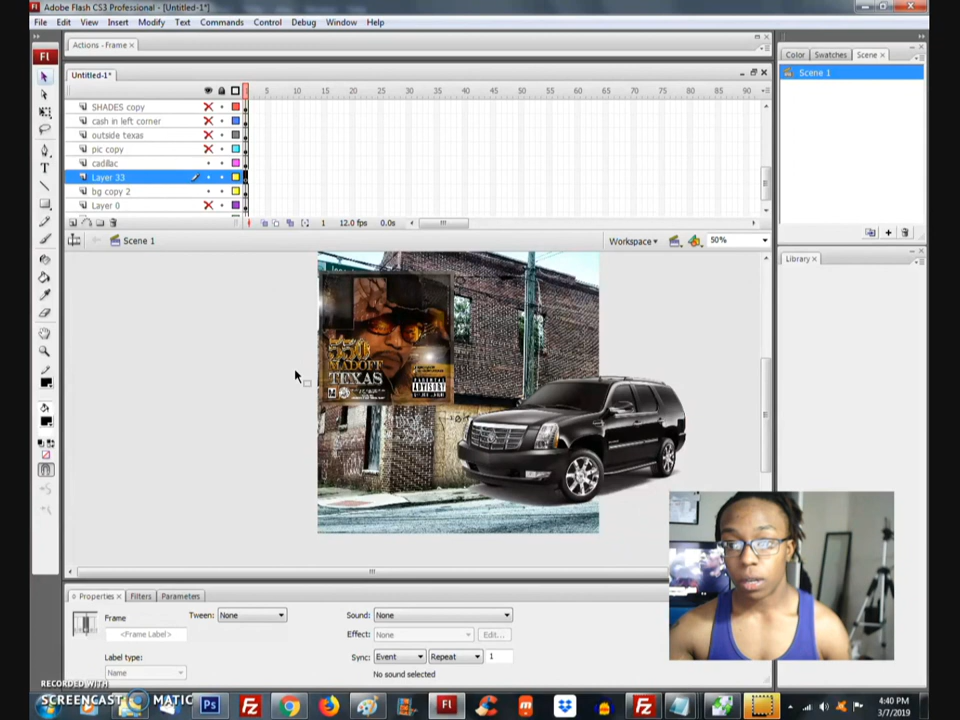 Adobe Flash CS3 Professional - [Untitled-1*]
File Edit View Insert Modify Text Commands Control Debug Window Help
Actions - Frame ×
Color Swatches Scene ×
Untitled-1*
Scene 1
5 10 15 20 25 30 35 40 45 50 55 60 65 70 75 80 85 90
SHADES copy
cash in left corner
outside texas
pic copy
cadillac
Layer 33
bg copy 2
Layer 0
1 12.0 fps 0.0s
Scene 1 Workspace 50%
Library ×
MADOFF
TEXAS
PARENTAL
ADVISORY
Properties × Filters Parameters
Frame
<Frame Label>
Label type:
Name
Tween: None
Sound: None
Effect: None Edit...
Sync: Event Repeat 1
No sound selected
RECORDED WITH
SCREENCAST MATIC
4:40 PM
3/7/2019